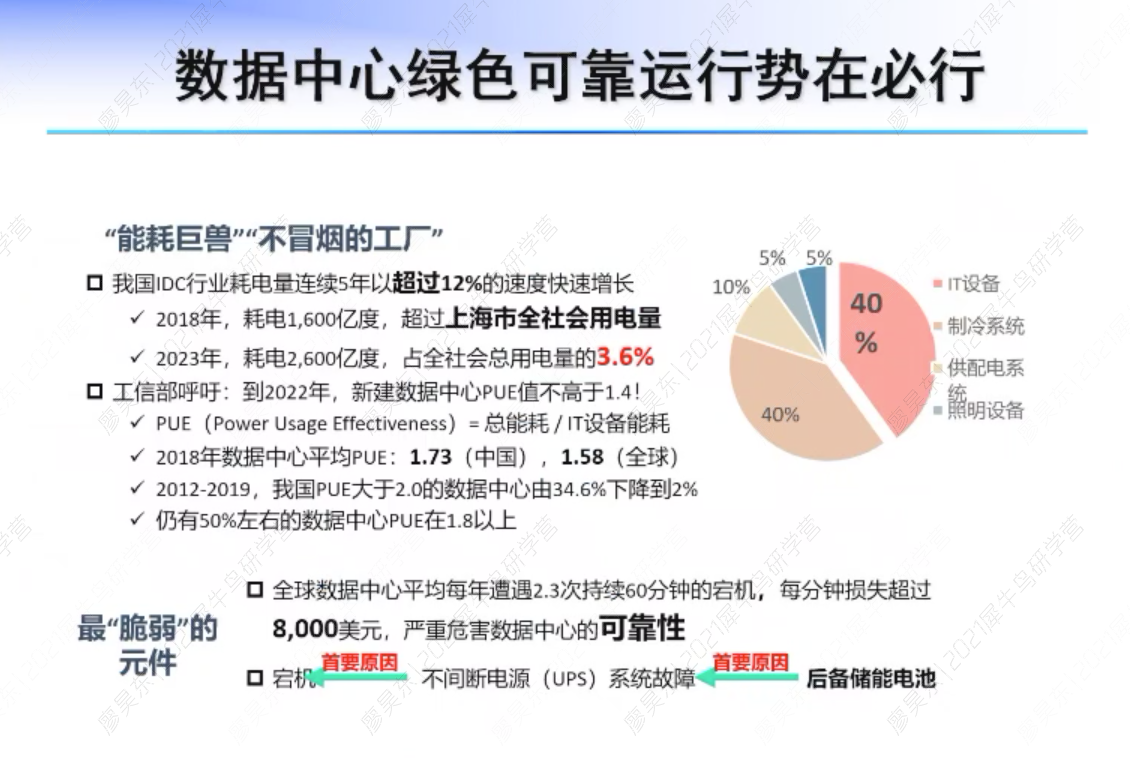 数据中心绿色可靠运行势在必行
“能耗巨兽”“不冒烟的工厂”
我国IDC行业耗电量连续5年以超过12%的速度快速增长
✓ 2018年，耗电1,600亿度，超过上海市全社会用电量
✓ 2023年，耗电2,600亿度，占全社会总用电量的3.6%
工信部呼吁：到2022年，新建数据中心PUE值不高于1.4！
✓ PUE（Power Usage Effectiveness）= 总能耗 / IT设备能耗
✓ 2018年数据中心平均PUE：1.73（中国），1.58（全球）
✓ 2012-2019，我国PUE大于2.0的数据中心由34.6%下降到2%
✓ 仍有50%左右的数据中心PUE在1.8以上
5% 5%
10%
40
%
40%
IT设备
制冷系统
供配电系
统
照明设备
最“脆弱”的
元件
全球数据中心平均每年遭遇2.3次持续60分钟的宕机，每分钟损失超过
8,000美元，严重危害数据中心的可靠性
首要原因 首要原因
宕机 不间断电源（UPS）系统故障 后备储能电池
廖昊东|2021犀牛鸟研学营